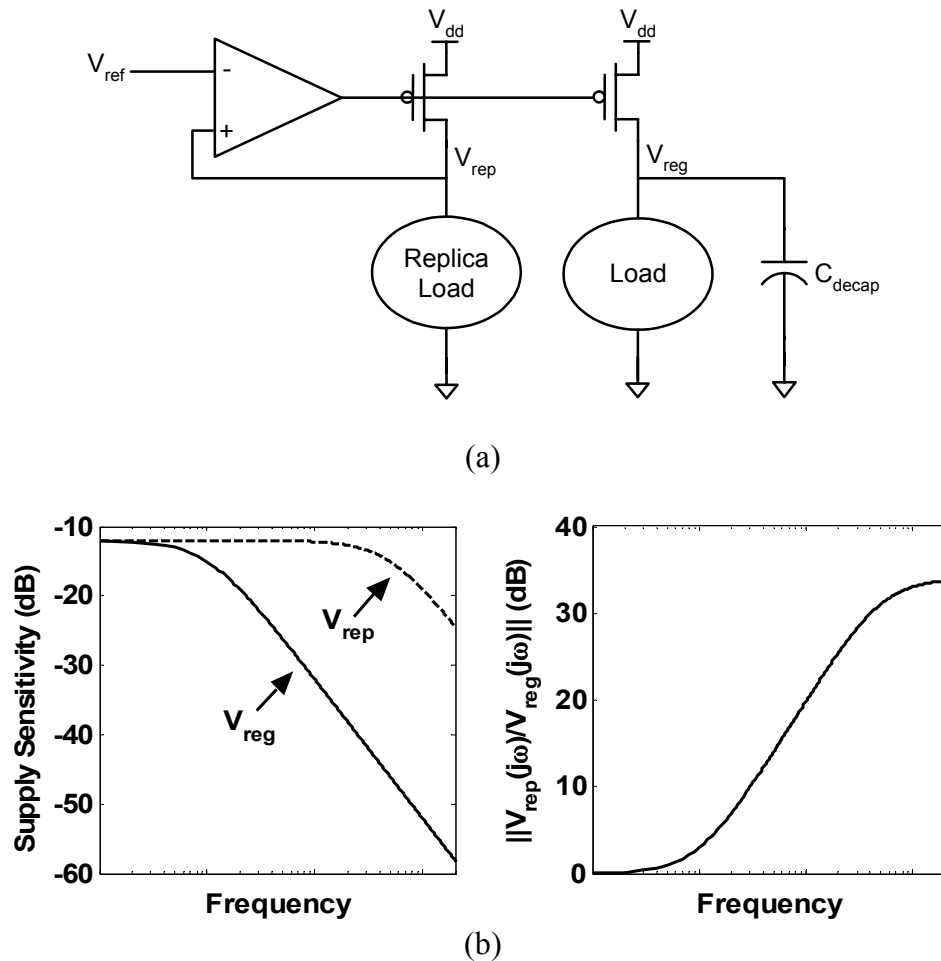 V_dd V_dd
V_ref
-
+
V_rep V_reg
Replica
Load
Load
C_decap
(a)
Supply Sensitivity (dB)
-10
-20
-30
-40
-50
-60
V_rep
V_reg
Frequency
||V_rep(jω)/V_reg(jω)|| (dB)
40
30
20
10
0
Frequency
(b)